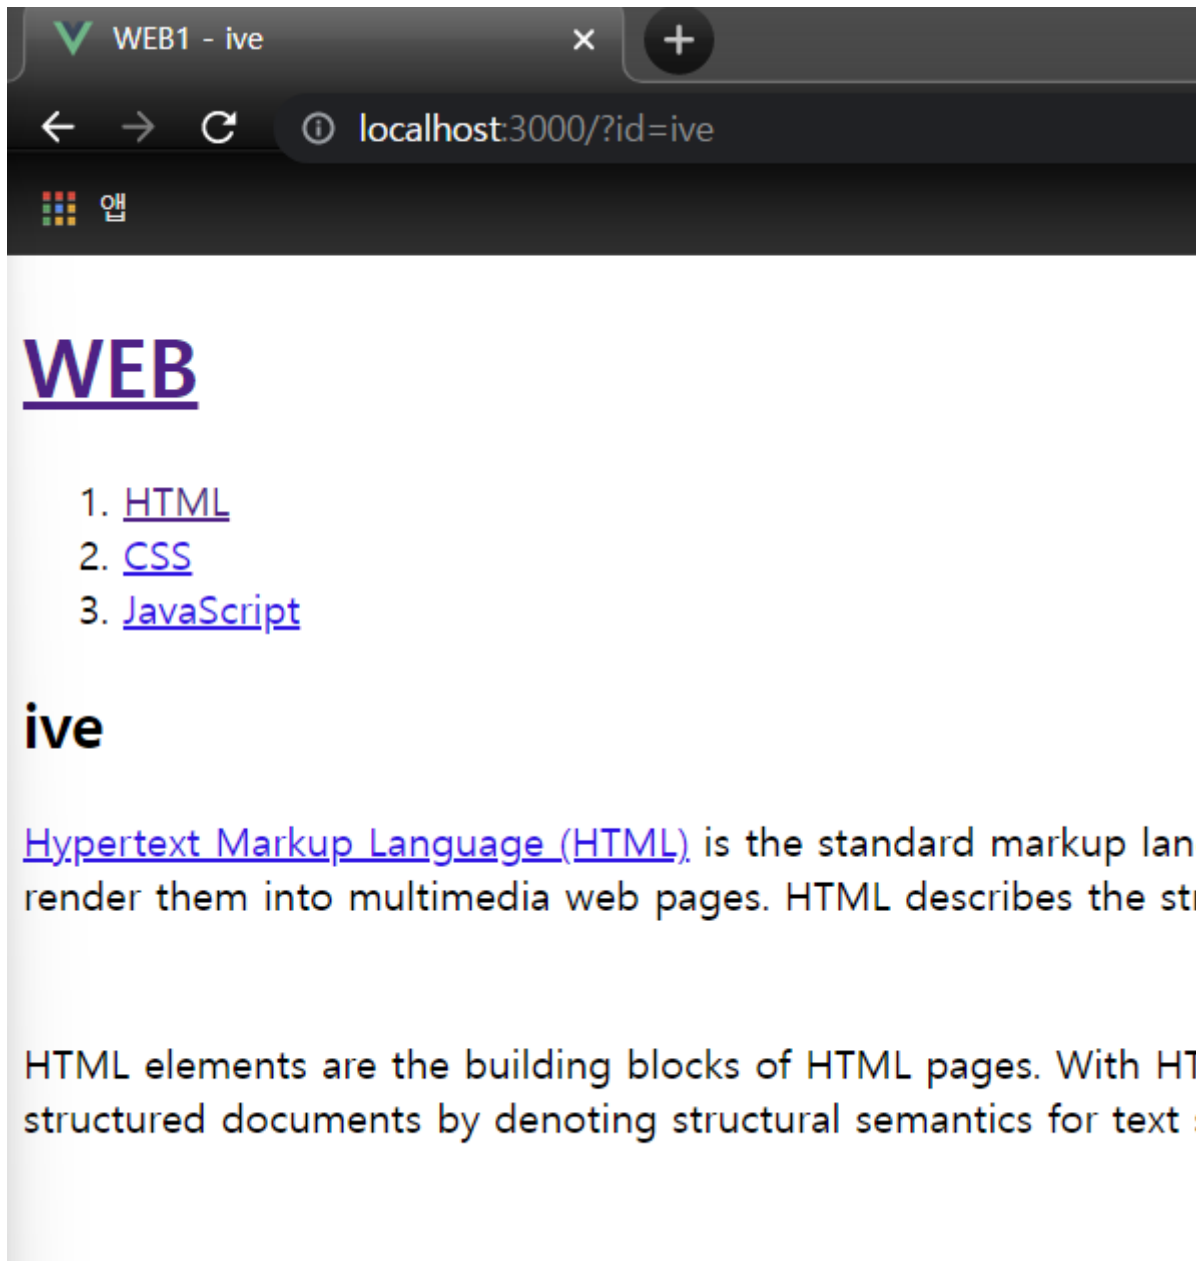 WEB1 - ive
localhost:3000/?id=ive
앱
WEB
1. HTML
2. CSS
3. JavaScript
ive
Hypertext Markup Language (HTML) is the standard markup lan
render them into multimedia web pages. HTML describes the str
HTML elements are the building blocks of HTML pages. With HT
structured documents by denoting structural semantics for text